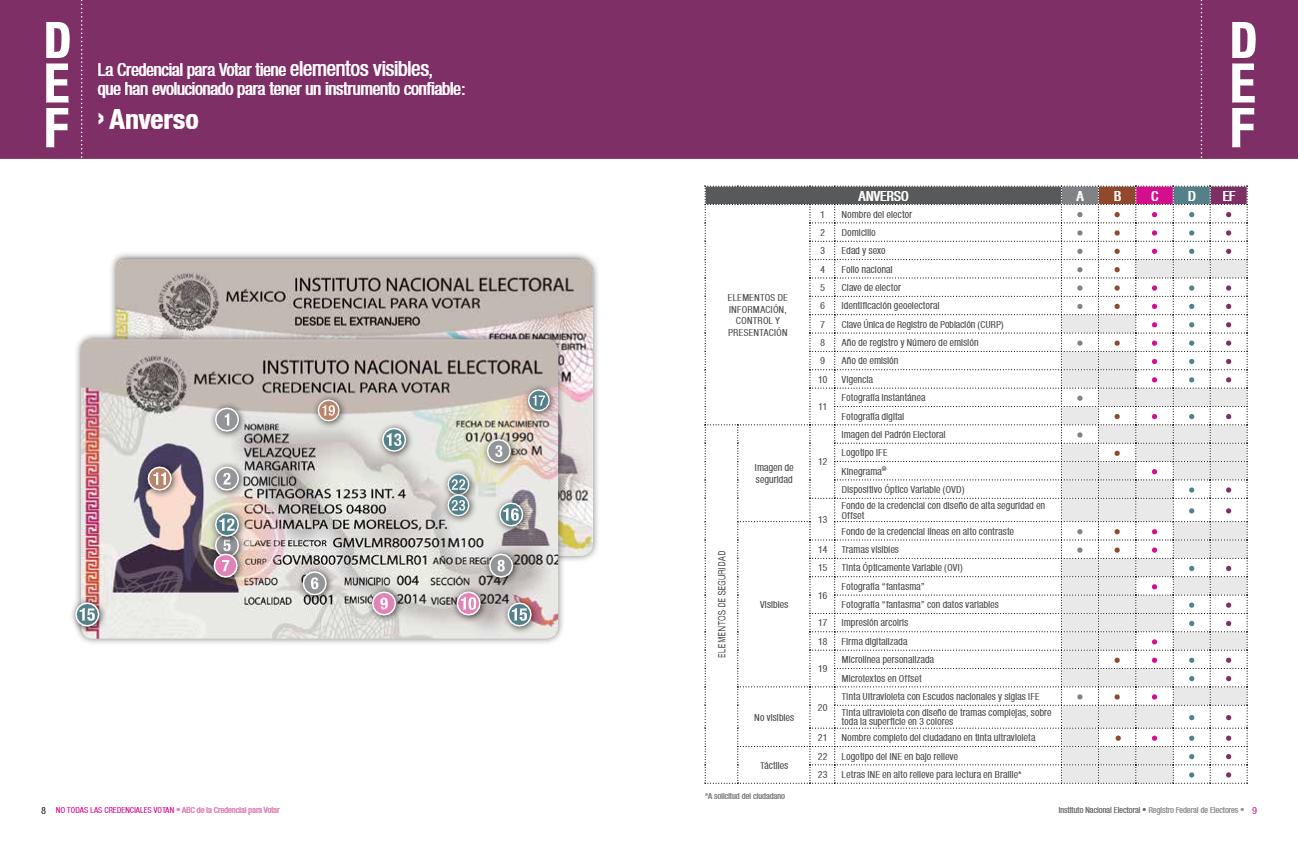 D
E
F
La Credencial para Votar tiene elementos visibles,
que han evolucionado para tener un instrumento confiable:
› Anverso
D
E
F
MÉXICO
INSTITUTO NACIONAL ELECTORAL
CREDENCIAL PARA VOTAR
DESDE EL EXTRANJERO
FECHA DE NACIMIENTO/
BIRTH
M
08 02
MÉXICO
INSTITUTO NACIONAL ELECTORAL
CREDENCIAL PARA VOTAR
17
19
1
NOMBRE
GOMEZ
VELAZQUEZ
MARGARITA
13
FECHA DE NACIMIENTO
01/01/1990
3
EXO M
11
2
DOMICILIO
C PITAGORAS 1253 INT. 4
COL. MORELOS 04800
CUAJIMALPA DE MORELOS, D.F.
22
23
16
12
5
CLAVE DE ELECTOR GMVLMR8007501M100
7
CURP GOVM800705MCLMLR01 AÑO DE REGI 2008 02
8
ESTADO
6
MUNICIPIO 004 SECCIÓN 0747
LOCALIDAD 0001 EMISIÓ 9 2014 VIGEN 10 2024
15
15
ANVERSO A B C D EF
ELEMENTOS DE
INFORMACIÓN,
CONTROL Y
PRESENTACIÓN
1 Nombre del elector • • • • •
2 Domicilio • • • • •
3 Edad y sexo • • • • •
4 Folio nacional • •
5 Clave de elector • • • • •
6 Identificación geoelectoral • • • • •
7 Clave Única de Registro de Población (CURP) • • •
8 Año de registro y Número de emisión • • • • •
9 Año de emisión • • •
10 Vigencia • • •
11 Fotografía instantánea •
Fotografía digital • • • •
ELEMENTOS DE SEGURIDAD
Imagen de
seguridad
12 Imagen del Padrón Electoral •
Logotipo IFE •
Kinegrama® •
Dispositivo Óptico Variable (OVD) • •
13 Fondo de la credencial con diseño de alta seguridad en
Offset • •
Visibles
Fondo de la credencial líneas en alto contraste • • •
14 Tramas visibles • • •
15 Tinta Ópticamente Variable (OVI) • •
16 Fotografía "fantasma" •
Fotografía "fantasma" con datos variables • •
17 Impresión arcoiris • •
18 Firma digitalizada •
19 Microlínea personalizada • • • •
Microtextos en Offset • •
No visibles
20 Tinta Ultravioleta con Escudos nacionales y siglas IFE • • •
Tinta ultravioleta con diseño de tramas complejas, sobre
toda la superficie en 3 colores • •
21 Nombre completo del ciudadano en tinta ultravioleta • • • •
Táctiles
22 Logotipo del INE en bajo relieve • •
23 Letras INE en alto relieve para lectura en Braille* • •
*A solicitud del ciudadano
8 NO TODAS LAS CREDENCIALES VOTAN • ABC de la Credencial para Votar
Instituto Nacional Electoral • Registro Federal de Electores • 9